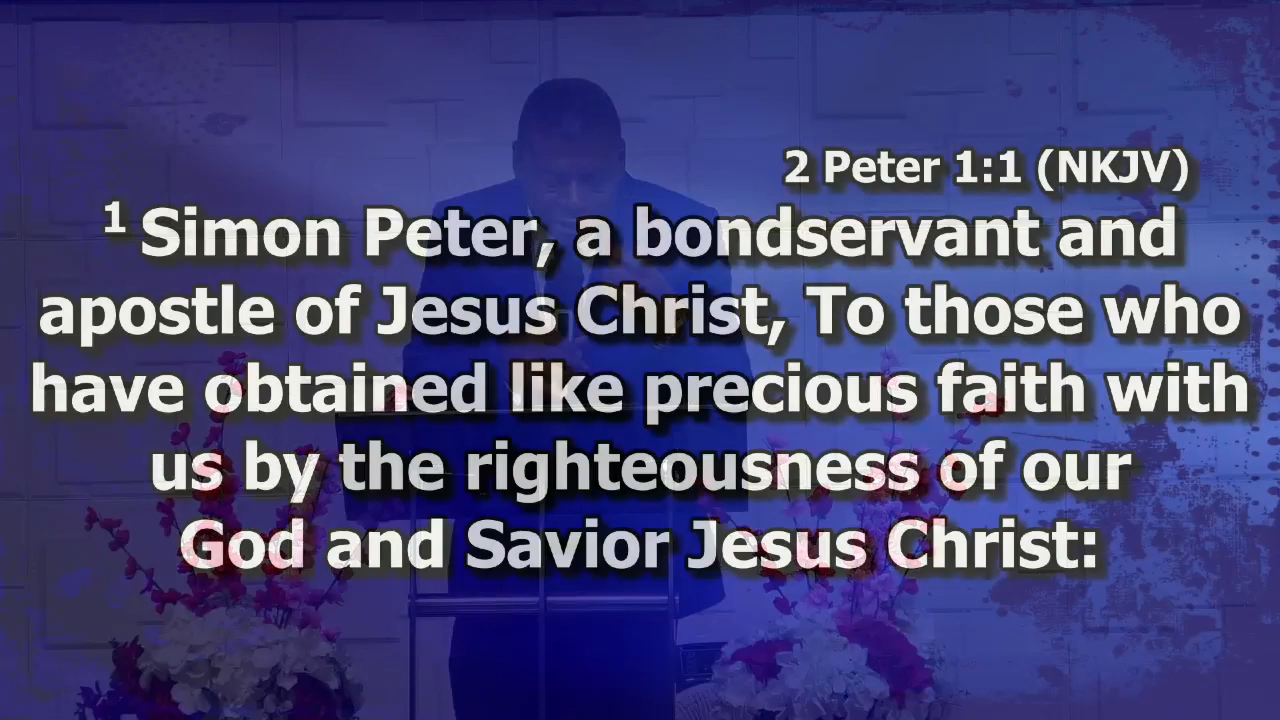 2 Peter 1:1 (NKJV)
1 Simon Peter, a bondservant and
apostle of Jesus Christ, To those who
have obtained like precious faith with
us by the righteousness of our
God and Savior Jesus Christ: